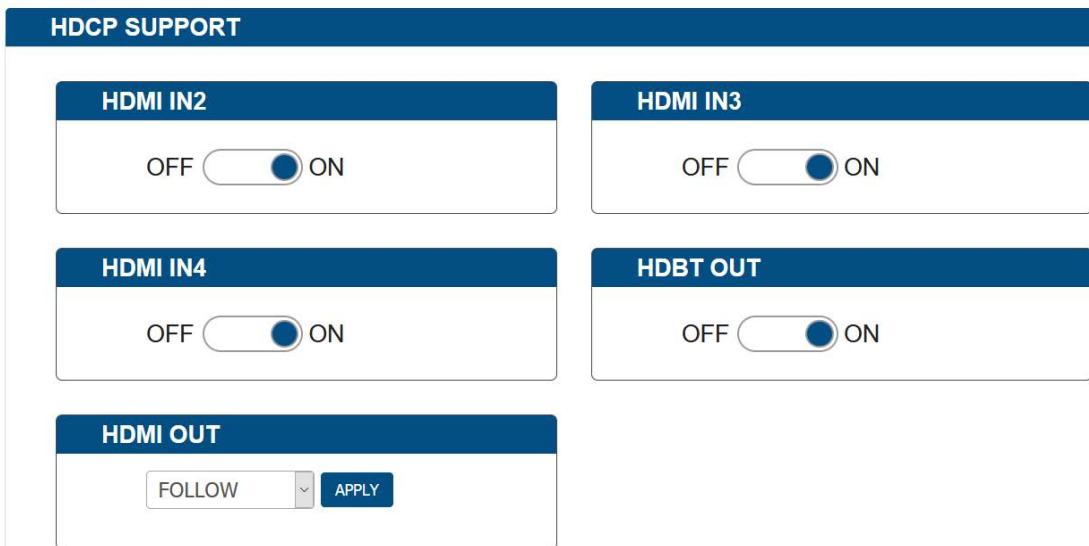 HDCP SUPPORT
HDMI IN2
HDMI IN3
OFF ON
OFF ON
HDMI IN4
HDBT OUT
OFF ON
OFF ON
HDMI OUT
FOLLOW APPLY